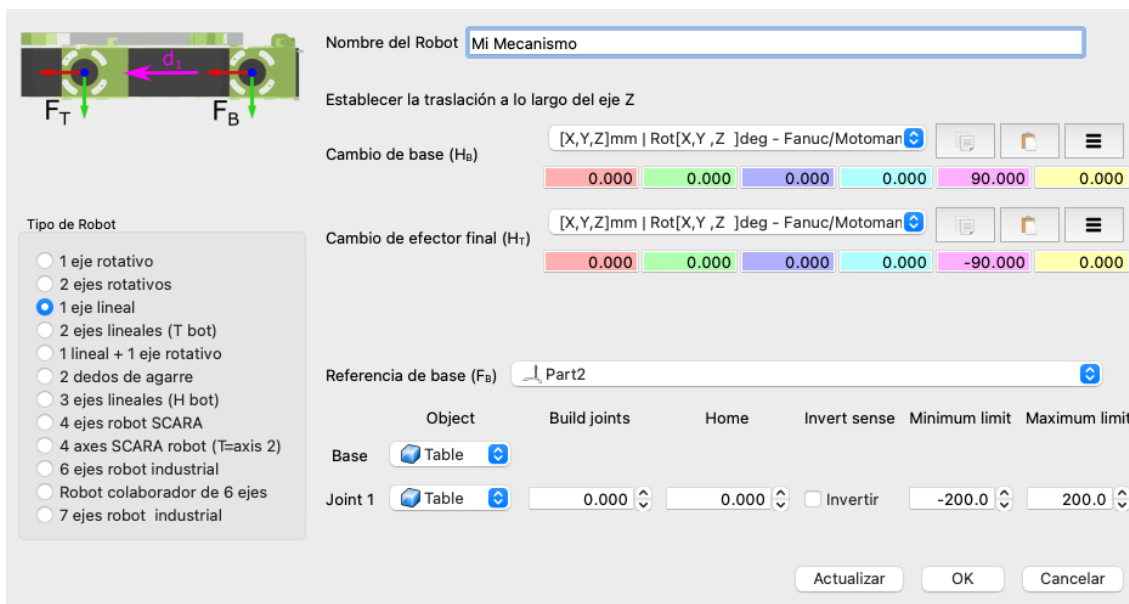 d1
FT
FB
Nombre del Robot Mi Mecanismo
Establecer la traslación a lo largo del eje Z
Cambio de base (HB) [X,Y,Z]mm | Rot[X,Y ,Z ]deg - Fanuc/Motoman
0.000 0.000 0.000 0.000 90.000 0.000
Cambio de efector final (HT) [X,Y,Z]mm | Rot[X,Y ,Z ]deg - Fanuc/Motoman
0.000 0.000 0.000 0.000 -90.000 0.000
Tipo de Robot
1 eje rotativo
2 ejes rotativos
1 eje lineal
2 ejes lineales (T bot)
1 lineal + 1 eje rotativo
2 dedos de agarre
3 ejes lineales (H bot)
4 ejes robot SCARA
4 axes SCARA robot (T=axis 2)
6 ejes robot industrial
Robot colaborador de 6 ejes
7 ejes robot industrial
Referencia de base (FB) Part2
Object Build joints Home Invert sense Minimum limit Maximum limit
Base Table
Joint 1 Table 0.000 0.000 Invertir -200.0 200.0
Actualizar OK Cancelar